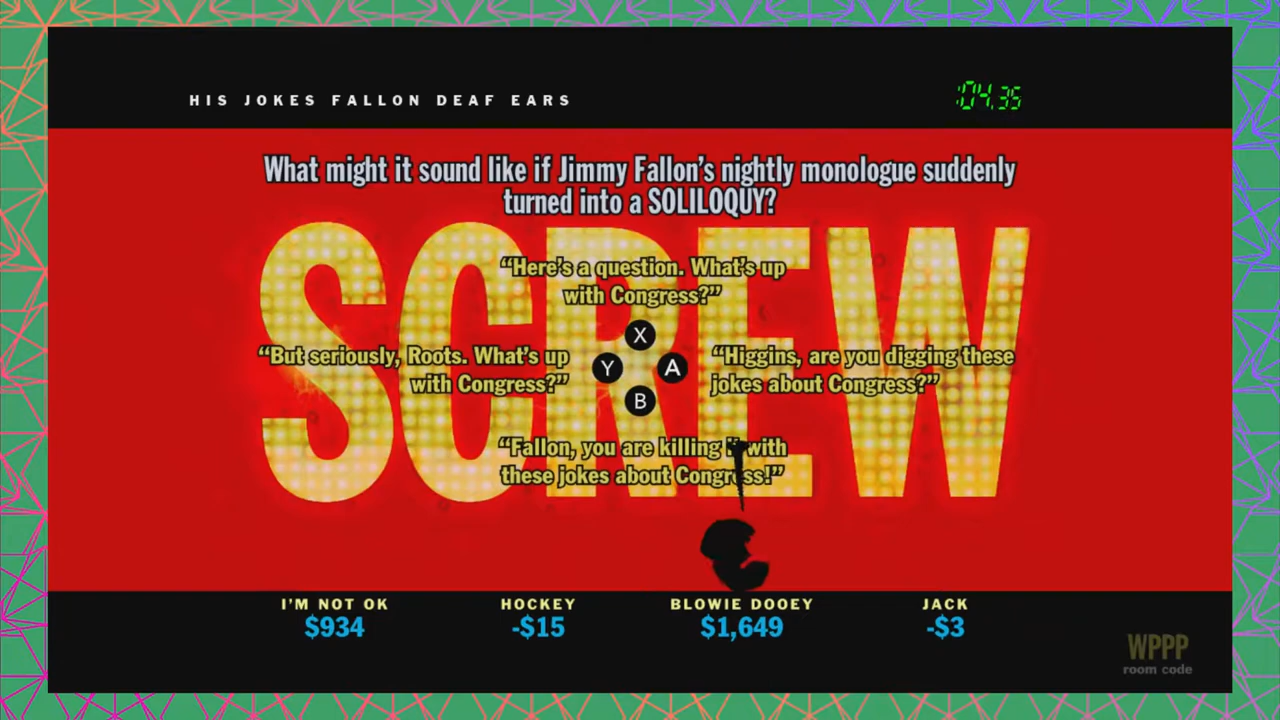 HIS JOKES FALLON DEAF EARS
:04.35
What might it sound like if Jimmy Fallon's nightly monologue suddenly
turned into a SOLILOQUY?
SCREW
“Here's a question. What's up
with Congress?”
X
“But seriously, Roots. What's up
with Congress?”
Y
A
“Higgins, are you digging these
jokes about Congress?”
B
“Fallon, you are killing it with
these jokes about Congress!”
I'M NOT OK
$934
HOCKEY
-$15
BLOWIE DOOEY
$1,649
JACK
-$3
WPPP
room code